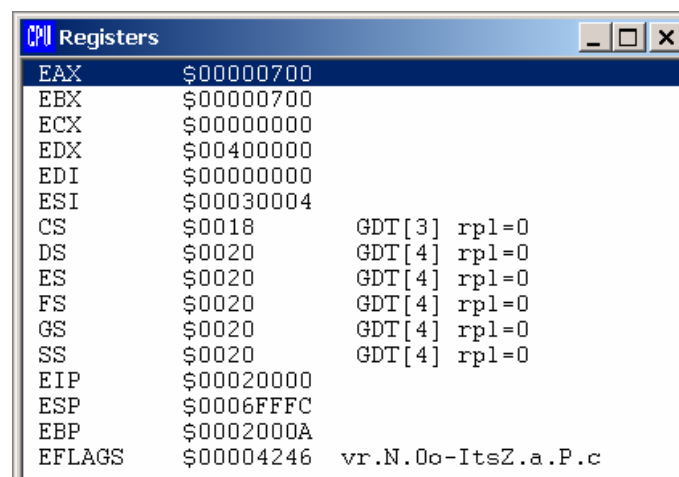 CPU Registers
EAX $00000700
EBX $00000700
ECX $00000000
EDX $00400000
EDI $00000000
ESI $00030004
CS $0018 GDT[3] rpl=0
DS $0020 GDT[4] rpl=0
ES $0020 GDT[4] rpl=0
FS $0020 GDT[4] rpl=0
GS $0020 GDT[4] rpl=0
SS $0020 GDT[4] rpl=0
EIP $00020000
ESP $0006FFFC
EBP $0002000A
EFLAGS $00004246 vr.N.0o-ItsZ.a.P.c